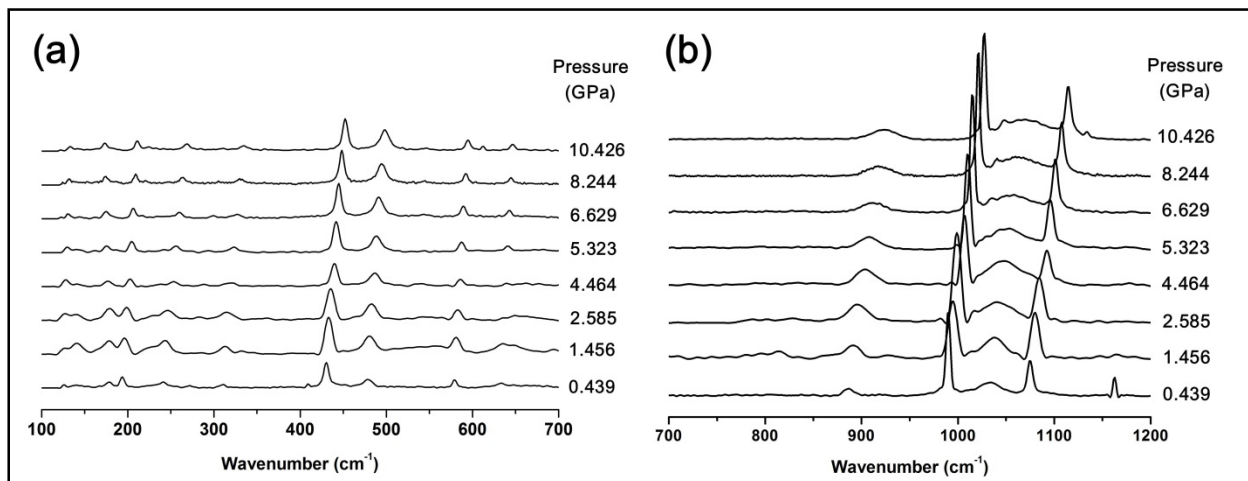 (a)
Pressure
(GPa)
10.426
8.244
6.629
5.323
4.464
2.585
1.456
0.439
100 200 300 400 500 600 700
Wavenumber (cm⁻¹)
(b)
Pressure
(GPa)
10.426
8.244
6.629
5.323
4.464
2.585
1.456
0.439
700 800 900 1000 1100 1200
Wavenumber (cm⁻¹)